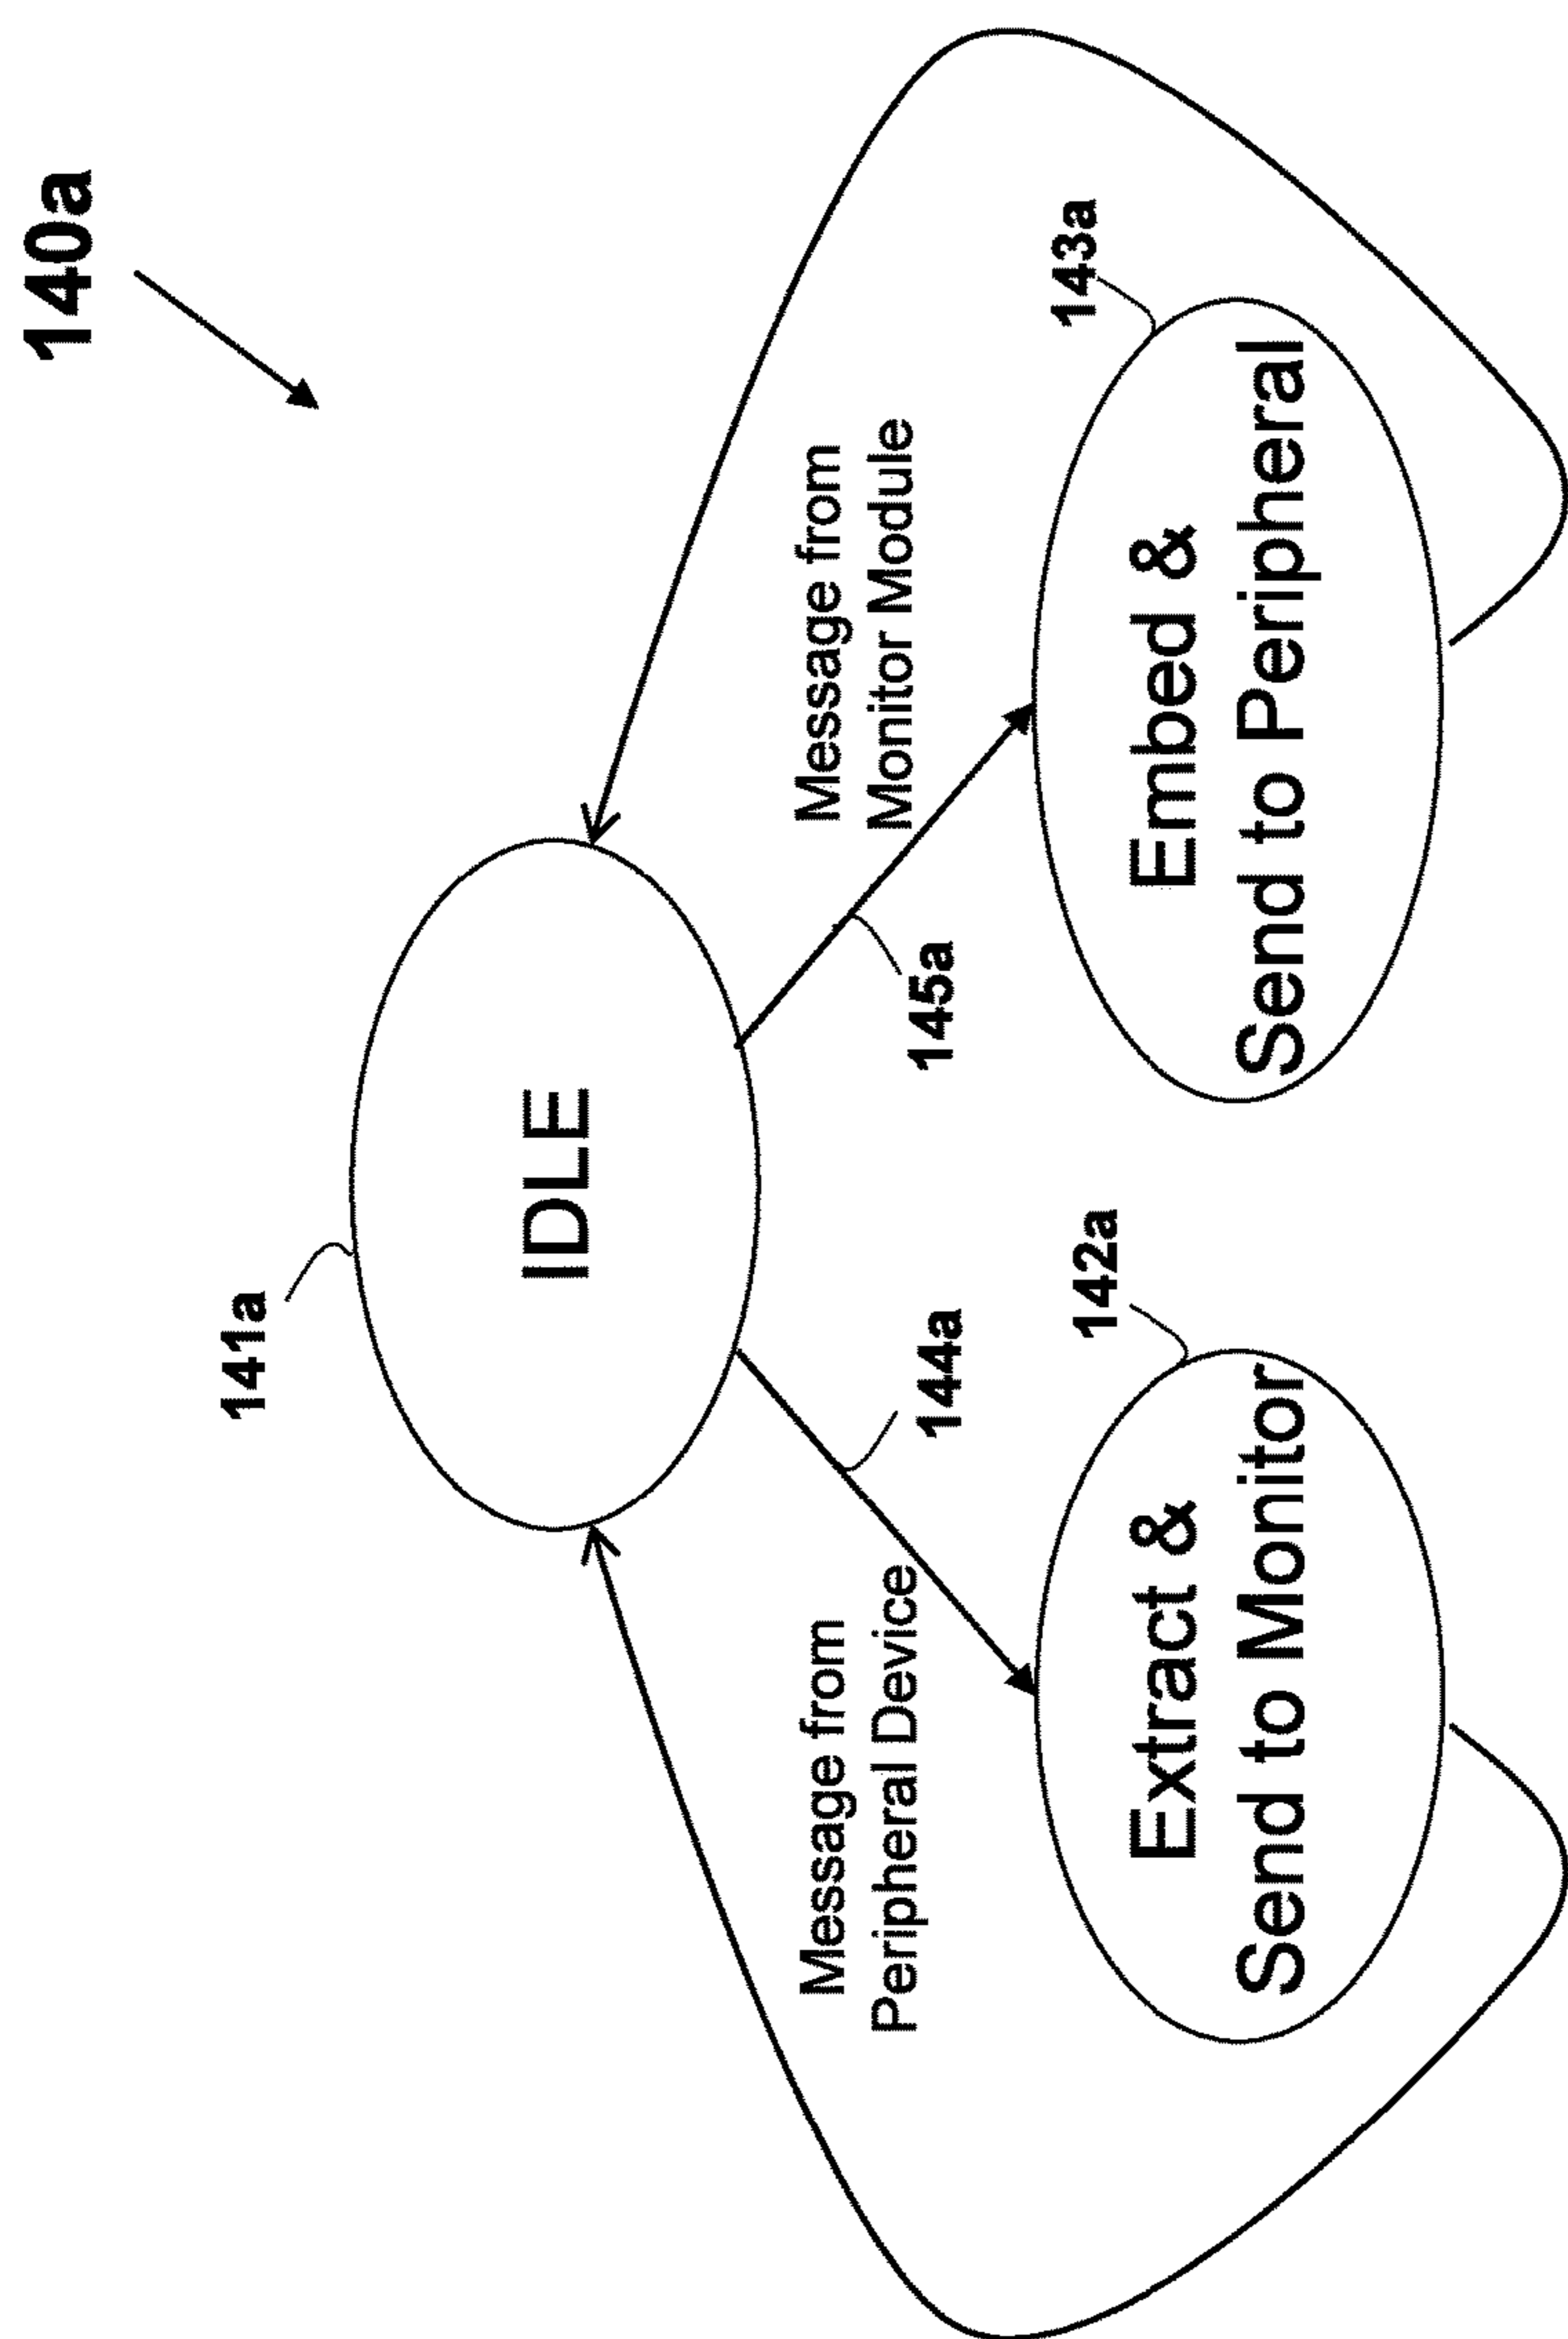 140a
141a
IDLE
Message from
Peripheral Device
144a
145a
Message from
Monitor Module
142a
143a
Extract &
Send to Monitor
Embed &
Send to Peripheral